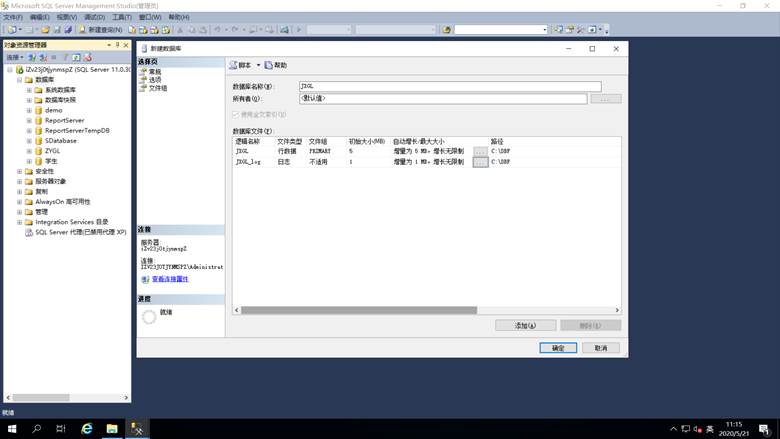 Microsoft SQL Server Management Studio(管理员)
文件(F) 编辑(E) 视图(V) 调试(D) 工具(T) 窗口(W) 帮助(H)
新建查询(N)
对象资源管理器
连接
iZv23j0tjynmspZ (SQL Server 11.0.30
数据库
系统数据库
数据库快照
demo
ReportServer
ReportServerTempDB
SDatabase
ZYGL
学生
安全性
服务器对象
复制
AlwaysOn 高可用性
管理
Integration Services 目录
SQL Server 代理(已禁用代理 XP)
新建数据库
选择页
常规
选项
文件组
脚本 帮助
数据库名称(N): JXGL
所有者(O): <默认值> ...
使用全文索引(U)
数据库文件(F):
逻辑名称 文件类型 文件组 初始大小(MB) 自动增长/最大大小 路径
JXGL 行数据 PRIMARY 5 增量为 5 MB，增长无限制 ... C:\DBF
JXGL_log 日志 不适用 1 增量为 1 MB，增长无限制 ... C:\DBF
连接
服务器:
iZv23j0tjynmspZ
连接:
IZV23J0TJYNMSPZ\Administrat
查看连接属性
进度
就绪
添加(A) 删除(R)
确定 取消
就绪
英
11:15
2020/5/21